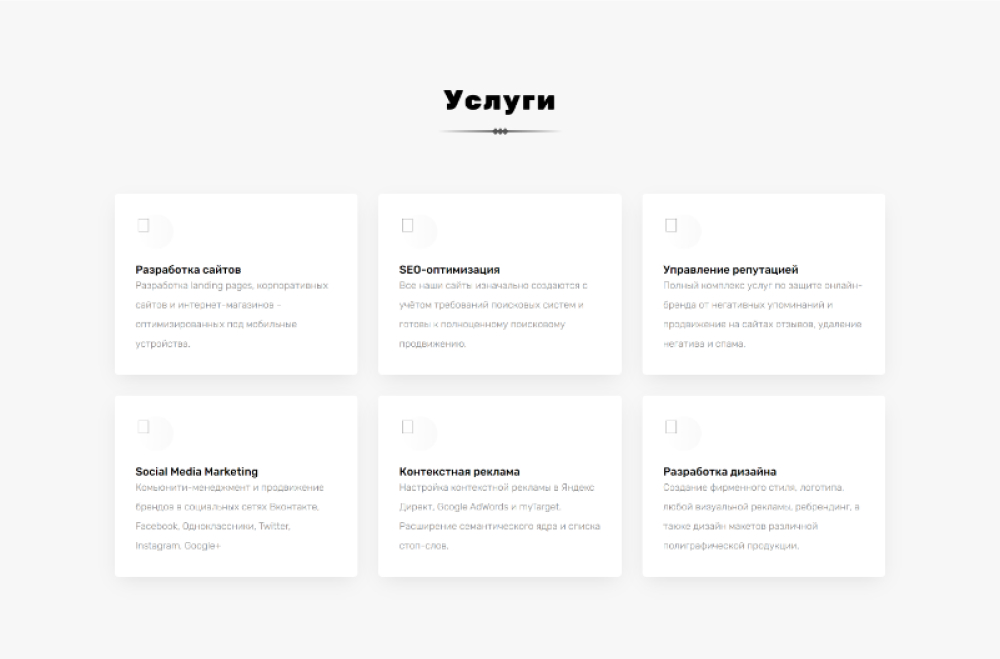 Услуги
Разработка сайтов
Разработка landing pages, корпоративных
сайтов и интернет-магазинов –
оптимизированных под мобильные
устройства.
SEO-оптимизация
Все наши сайты изначально создаются с
учётом требований поисковых систем и
готовы к полноценному поисковому
продвижению.
Управление репутацией
Полный комплекс услуг по защите онлайн-
бренда от негативных упоминаний и
продвижение на сайтах отзывов, удаление
негатива и спама.
Social Media Marketing
Комьюнити-менеджмент и продвижение
брендов в социальных сетях Вконтакте,
Facebook, Одноклассники, Twitter,
Instagram, Google+
Контекстная реклама
Настройка контекстной рекламы в Яндекс
Директ, Google AdWords и myTarget.
Расширение семантического ядра и списка
стоп-слов.
Разработка дизайна
Создание фирменного стиля, логотипа,
любой визуальной рекламы, ребрендинг, а
также дизайн макетов различной
полиграфической продукции.